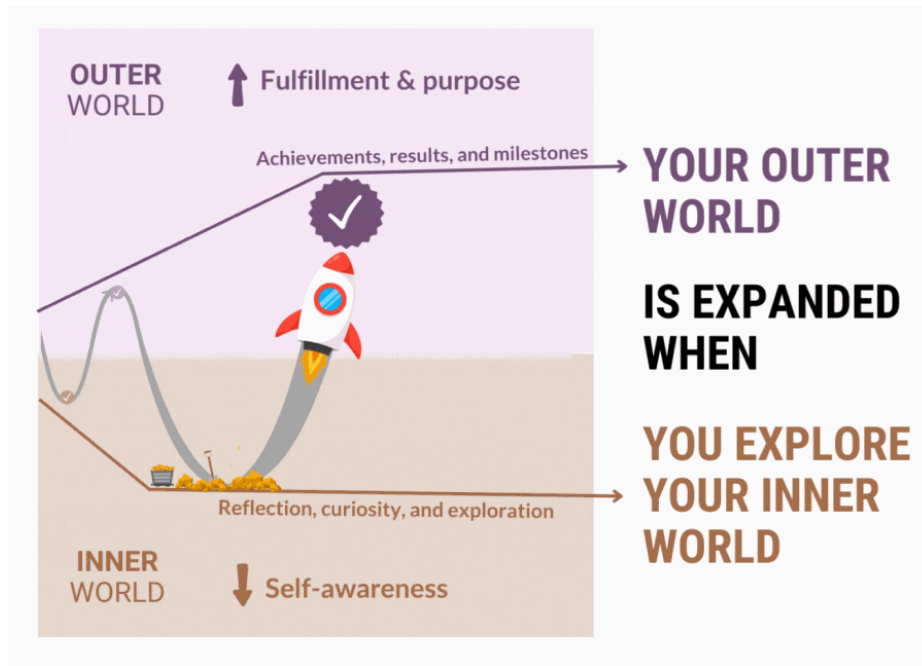 OUTER
WORLD
Fulfillment & purpose
Achievements, results, and milestones
Reflection, curiosity, and exploration
INNER
WORLD
Self-awareness
YOUR OUTER
WORLD
IS EXPANDED
WHEN
YOU EXPLORE
YOUR INNER
WORLD